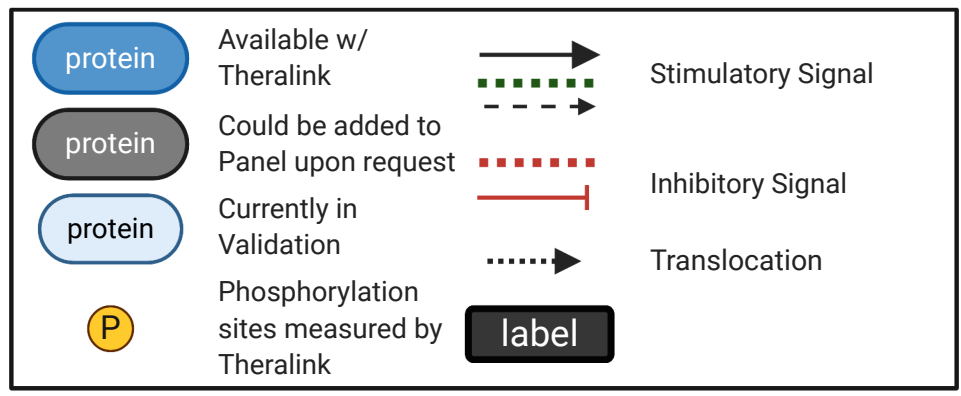 protein
Available w/
Theralink
protein
Could be added to
Panel upon request
protein
Currently in
Validation
P
Phosphorylation
sites measured by
Theralink
Stimulatory Signal
Inhibitory Signal
Translocation
label